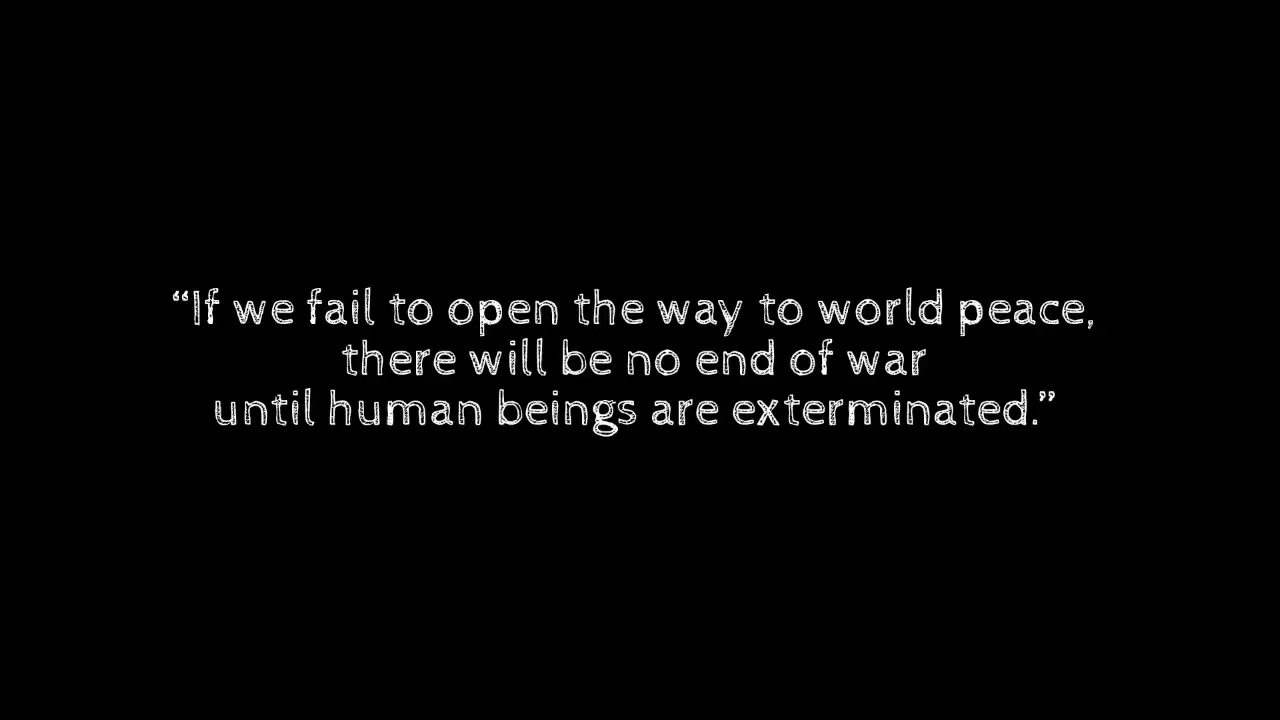 “If we fail to open the way to world peace,
there will be no end of war
until human beings are exterminated.”